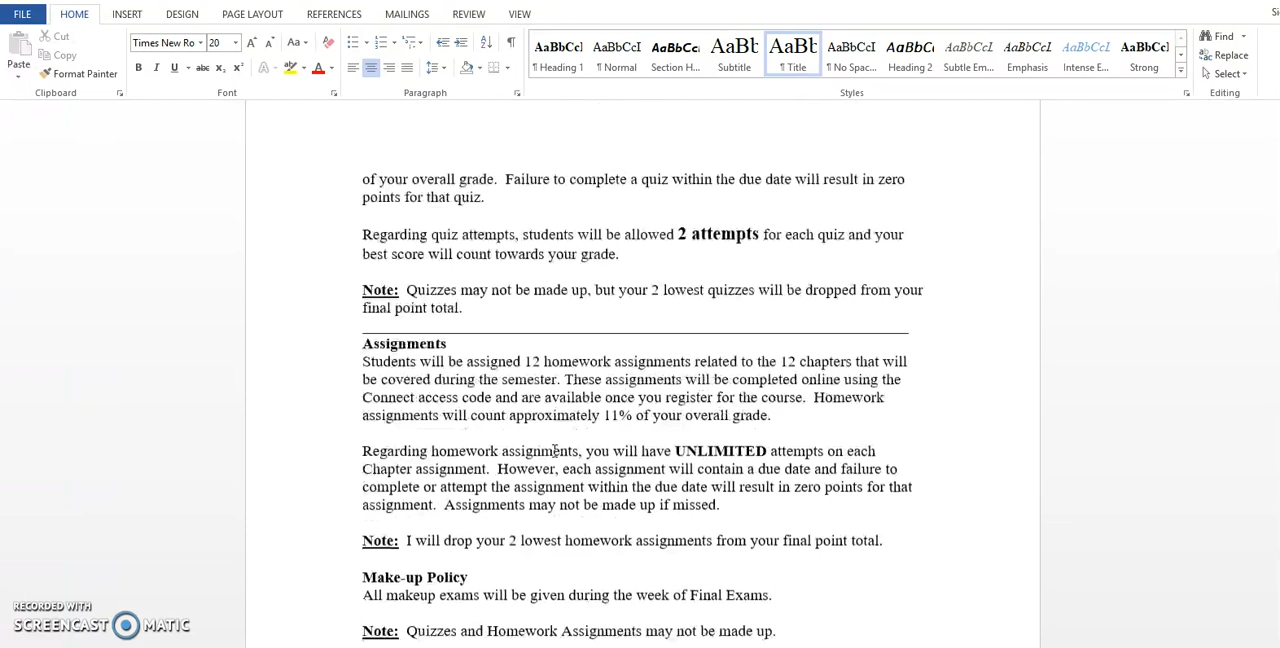 FILE HOME INSERT DESIGN PAGE LAYOUT REFERENCES MAILINGS REVIEW VIEW
Cut
Copy
Format Painter
Paste
Clipboard
Times New Ro 20
Aa
B I U abc X₂ X²
A A
Font
Paragraph
AaBbCcI AaBbCcI AaBbCc AaBb AaBt AaBbCcI AaBbC AaBbCcL AaBbCcL AaBbCcL AaBbCcI
¶ Heading 1 ¶ Normal Section H... Subtitle ¶ Title ¶ No Spac... Heading 2 Subtle Em... Emphasis Intense E... Strong
Styles
Find
Replace
Select
Editing
of your overall grade. Failure to complete a quiz within the due date will result in zero
points for that quiz.
Regarding quiz attempts, students will be allowed 2 attempts for each quiz and your
best score will count towards your grade.
Note: Quizzes may not be made up, but your 2 lowest quizzes will be dropped from your
final point total.
Assignments
Students will be assigned 12 homework assignments related to the 12 chapters that will
be covered during the semester. These assignments will be completed online using the
Connect access code and are available once you register for the course. Homework
assignments will count approximately 11% of your overall grade.
Regarding homework assignments, you will have UNLIMITED attempts on each
Chapter assignment. However, each assignment will contain a due date and failure to
complete or attempt the assignment within the due date will result in zero points for that
assignment. Assignments may not be made up if missed.
Note: I will drop your 2 lowest homework assignments from your final point total.
Make-up Policy
All makeup exams will be given during the week of Final Exams.
Note: Quizzes and Homework Assignments may not be made up.
RECORDED WITH
SCREENCAST MATIC